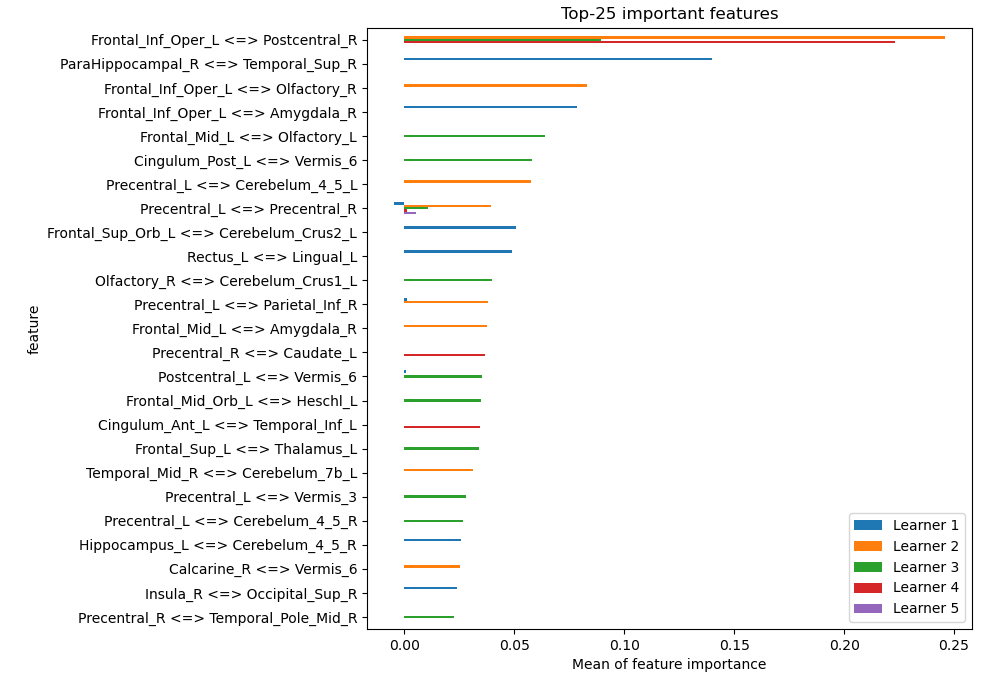 Top-25 important features
Frontal_Inf_Oper_L <=> Postcentral_R
ParaHippocampal_R <=> Temporal_Sup_R
Frontal_Inf_Oper_L <=> Olfactory_R
Frontal_Inf_Oper_L <=> Amygdala_R
Frontal_Mid_L <=> Olfactory_L
Cingulum_Post_L <=> Vermis_6
Precentral_L <=> Cerebelum_4_5_L
Precentral_L <=> Precentral_R
Frontal_Sup_Orb_L <=> Cerebelum_Crus2_L
Rectus_L <=> Lingual_L
Olfactory_R <=> Cerebelum_Crus1_L
Precentral_L <=> Parietal_Inf_R
Frontal_Mid_L <=> Amygdala_R
Precentral_R <=> Caudate_L
Postcentral_L <=> Vermis_6
Frontal_Mid_Orb_L <=> Heschl_L
Cingulum_Ant_L <=> Temporal_Inf_L
Frontal_Sup_L <=> Thalamus_L
Temporal_Mid_R <=> Cerebelum_7b_L
Precentral_L <=> Vermis_3
Precentral_L <=> Cerebelum_4_5_R
Hippocampus_L <=> Cerebelum_4_5_R
Calcarine_R <=> Vermis_6
Insula_R <=> Occipital_Sup_R
Precentral_R <=> Temporal_Pole_Mid_R
feature
Learner 1
Learner 2
Learner 3
Learner 4
Learner 5
0.00 0.05 0.10 0.15 0.20 0.25
Mean of feature importance